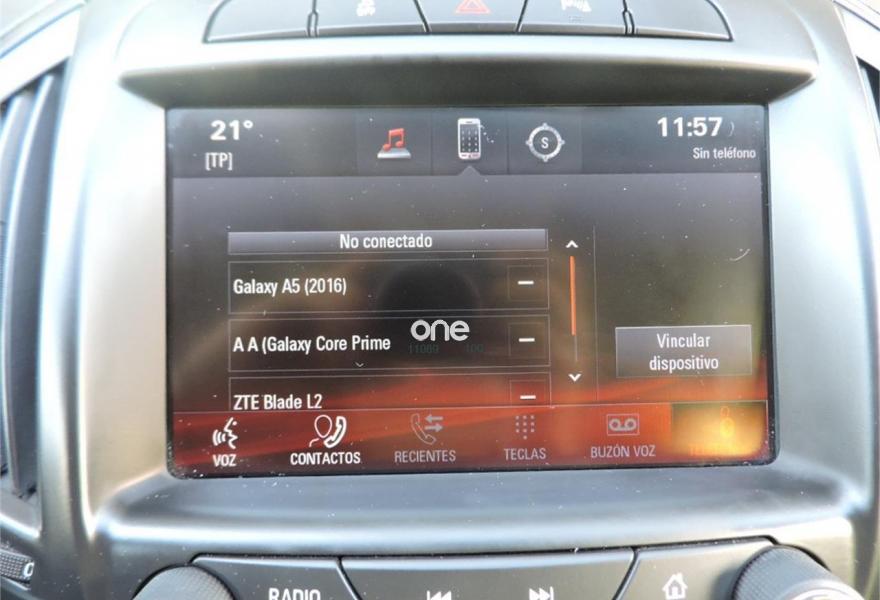 21°
11:57
[TP]
S
Sin teléfono
No conectado
Galaxy A5 (2016)
A A (Galaxy Core Prime
one
Vincular
dispositivo
ZTE Blade L2
VOZ
CONTACTOS
RECIENTES
TECLAS
BUZÓN VOZ
RADIO